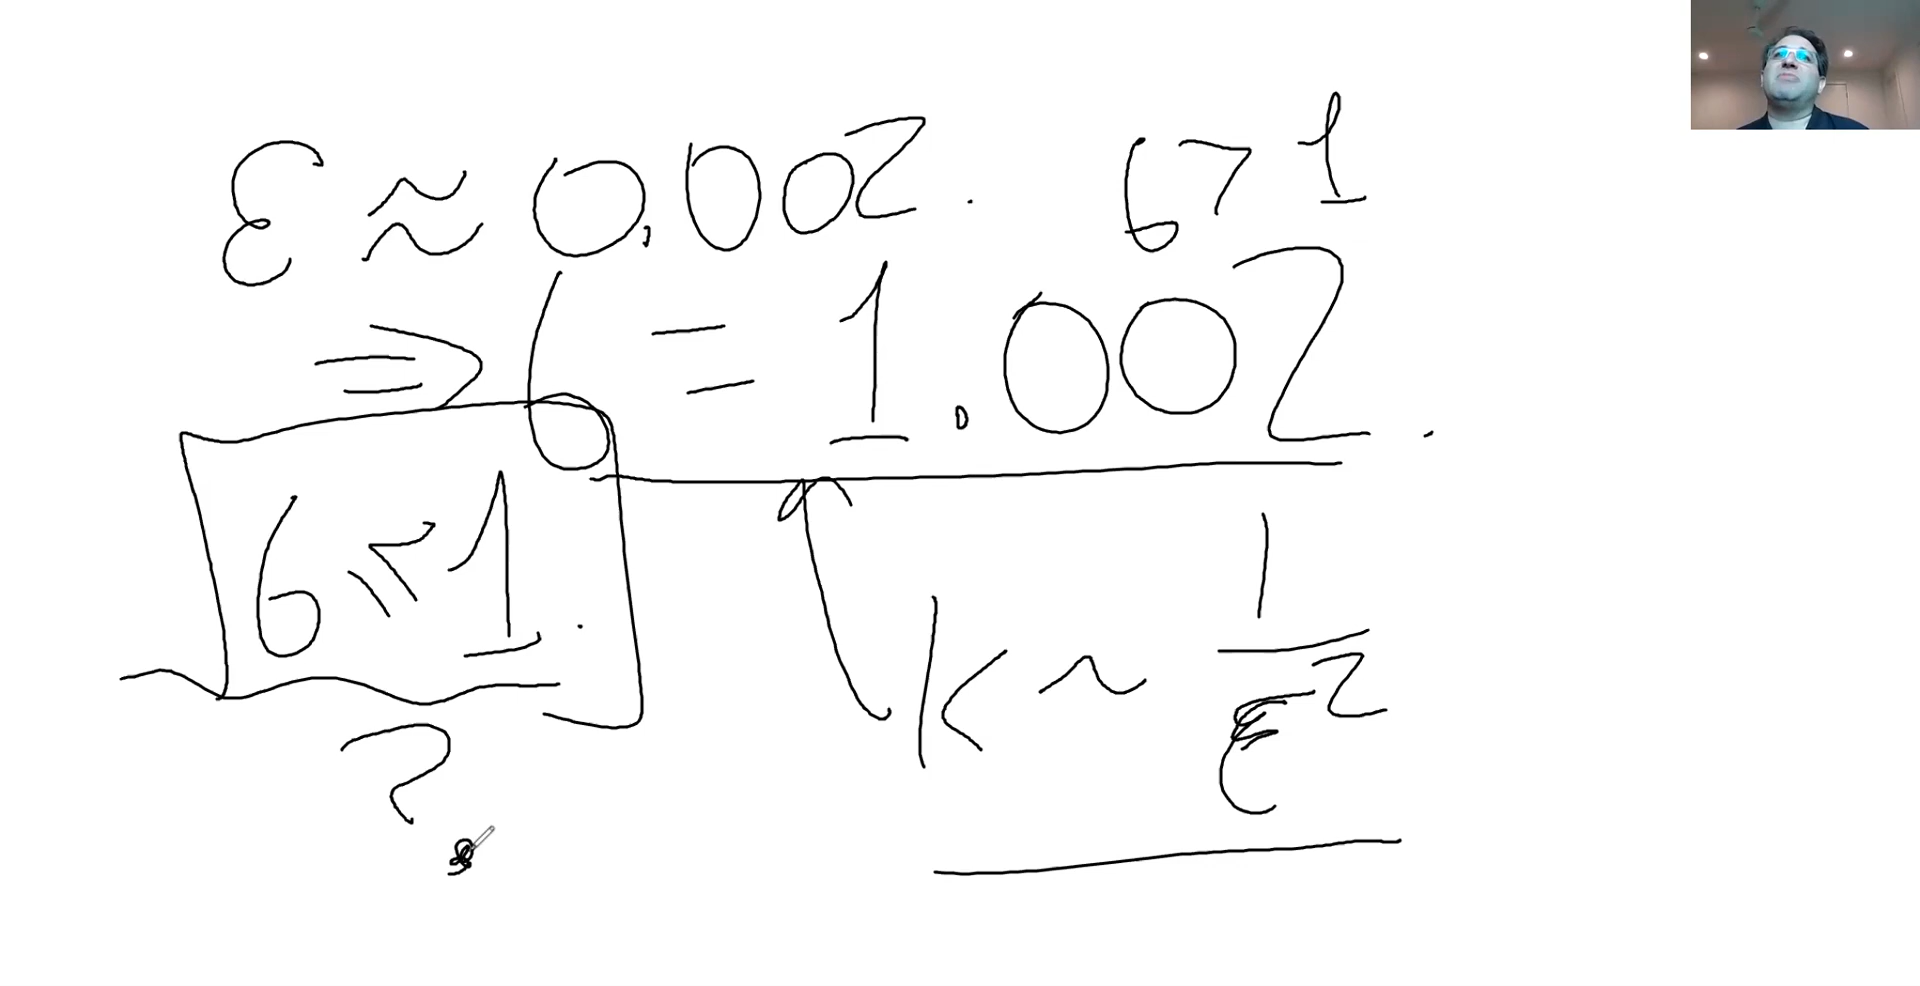 ε ≈ 0.002. 6 > 1
⇒ 6 = 1.002.
6 ≤ 1.
k ~ 1/ε²
?